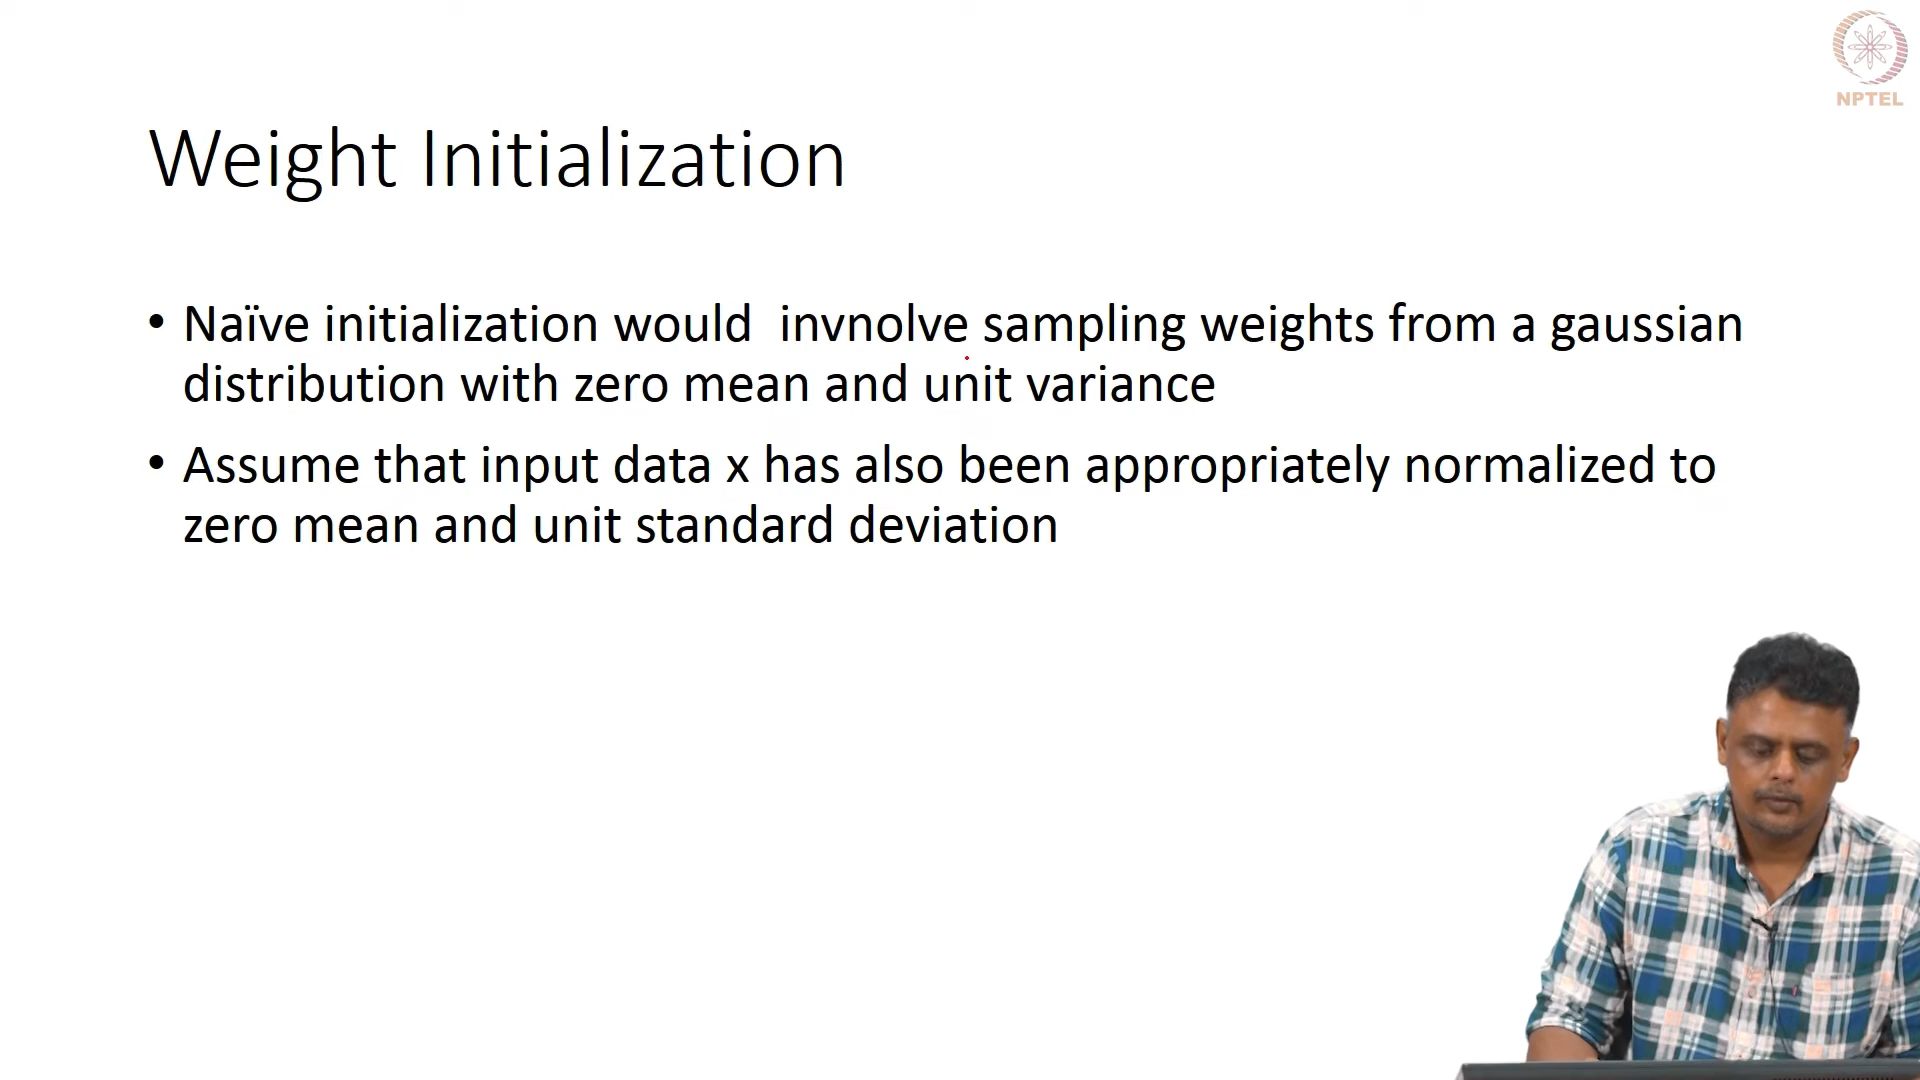 NPTEL
Weight Initialization
• Naïve initialization would  invnolve sampling weights from a gaussian
distribution with zero mean and unit variance
• Assume that input data x has also been appropriately normalized to
zero mean and unit standard deviation